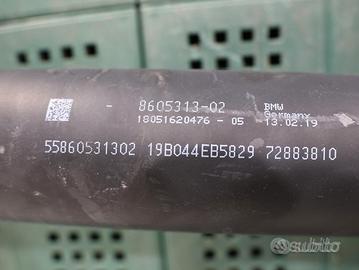 - 8605313-02 BMW
Germany
18051620476 - 05 13.02.19
55860531302 19B044EB5829 72883810
subito